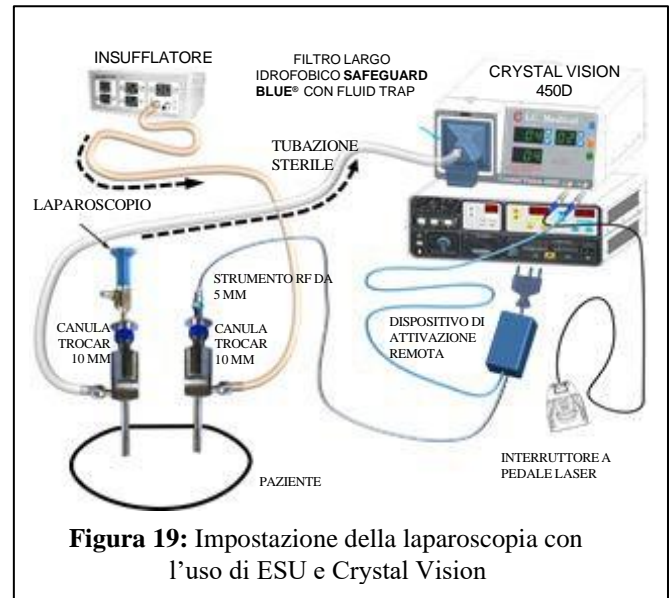 INSUFFLATORE
FILTRO LARGO
IDROFOBICO SAFEGUARD
BLUE® CON FLUID TRAP
CRYSTAL VISION
450D
TUBAZIONE
STERILE
LAPAROSCOPIO
STRUMENTO RF DA
5 MM
CANULA
TROCAR
10 MM
CANULA
TROCAR
10 MM
DISPOSITIVO DI
ATTIVAZIONE
REMOTA
INTERRUTTORE A
PEDALE LASER
PAZIENTE
Figura 19: Impostazione della laparoscopia con
l’uso di ESU e Crystal Vision